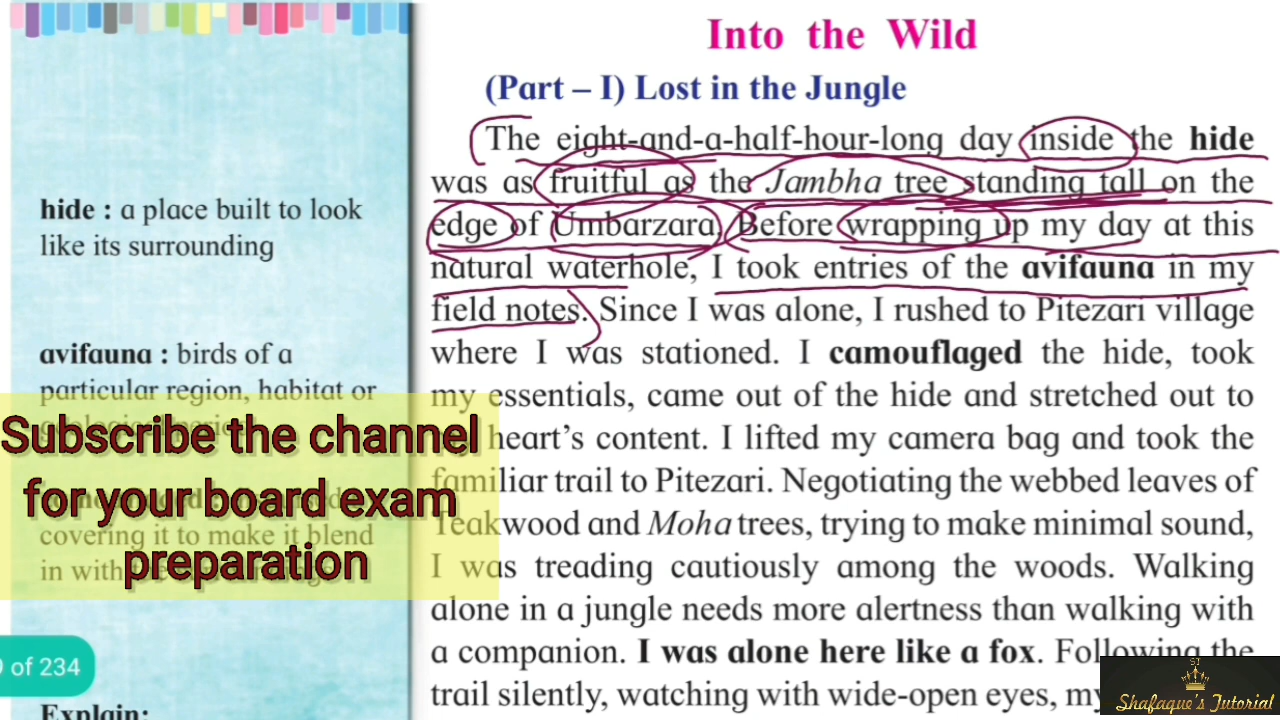 Into the Wild
(Part – I) Lost in the Jungle
The eight-and-a-half-hour-long day inside the hide
was as fruitful as the Jambha tree standing tall on the
edge of Umbarzara. Before wrapping up my day at this
natural waterhole, I took entries of the avifauna in my
field notes. Since I was alone, I rushed to Pitezari village
where I was stationed. I camouflaged the hide, took
my essentials, came out of the hide and stretched out to
heart's content. I lifted my camera bag and took the
familiar trail to Pitezari. Negotiating the webbed leaves of
Teakwood and Moha trees, trying to make minimal sound,
I was treading cautiously among the woods. Walking
alone in a jungle needs more alertness than walking with
a companion. I was alone here like a fox. Following the
trail silently, watching with wide-open eyes, my
hide : a place built to look
like its surrounding
avifauna : birds of a
particular region, habitat or
covering it to make it blend
in with
Explain:
Subscribe the channel
for your board exam
preparation
of 234
ST
Shafaque's Tutorial